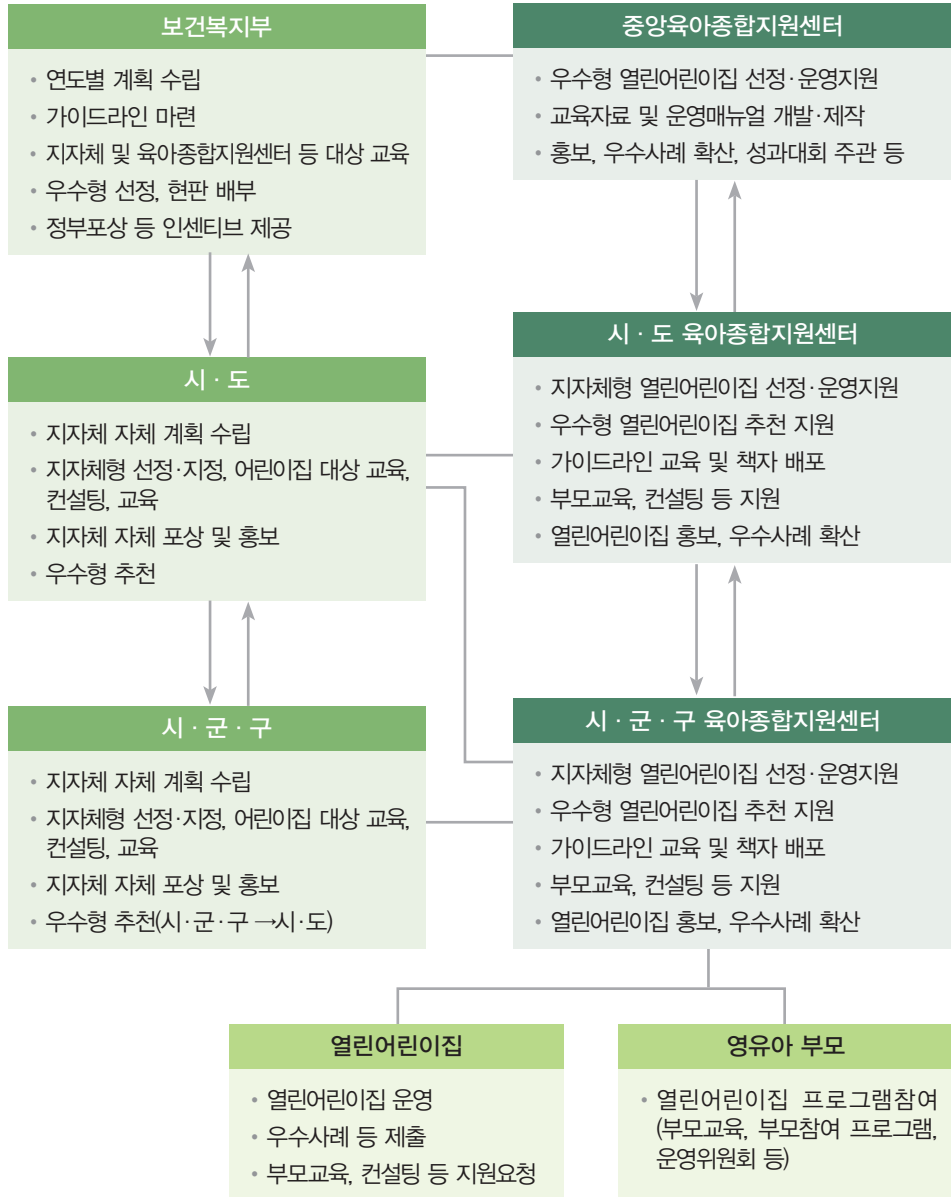 보건복지부
• 연도별 계획 수립
• 가이드라인 마련
• 지자체 및 육아종합지원센터 등 대상 교육
• 우수형 선정, 현판 배부
• 정부포상 등 인센티브 제공
중앙육아종합지원센터
• 우수형 열린어린이집 선정·운영지원
• 교육자료 및 운영매뉴얼 개발·제작
• 홍보, 우수사례 확산, 성과대회 주관 등
시·도
• 지자체 자체 계획 수립
• 지자체형 선정·지정, 어린이집 대상 교육,
컨설팅, 교육
• 지자체 자체 포상 및 홍보
• 우수형 추천
시·도 육아종합지원센터
• 지자체형 열린어린이집 선정·운영지원
• 우수형 열린어린이집 추천 지원
• 가이드라인 교육 및 책자 배포
• 부모교육, 컨설팅 등 지원
• 열린어린이집 홍보, 우수사례 확산
시·군·구
• 지자체 자체 계획 수립
• 지자체형 선정·지정, 어린이집 대상 교육,
컨설팅, 교육
• 지자체 자체 포상 및 홍보
• 우수형 추천(시·군·구→시·도)
시·군·구 육아종합지원센터
• 지자체형 열린어린이집 선정·운영지원
• 우수형 열린어린이집 추천 지원
• 가이드라인 교육 및 책자 배포
• 부모교육, 컨설팅 등 지원
• 열린어린이집 홍보, 우수사례 확산
열린어린이집
• 열린어린이집 운영
• 우수사례 등 제출
• 부모교육, 컨설팅 등 지원요청
영유아 부모
• 열린어린이집 프로그램참여
(부모교육, 부모참여 프로그램,
운영위원회 등)